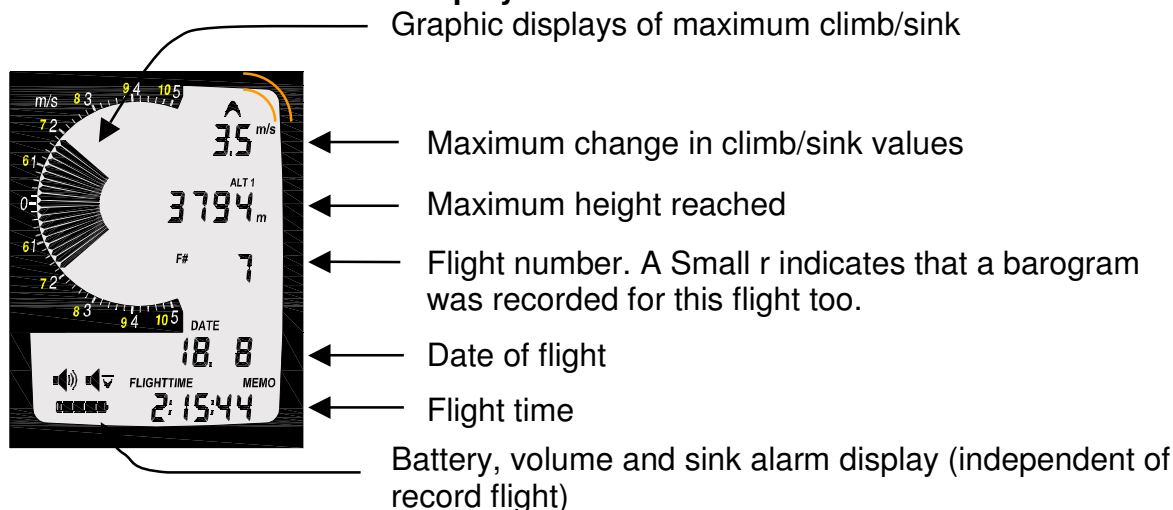 Graphic displays of maximum climb/sink
m/s 8 3 9 4 10 5
7 2
6 1
0
6 1
7 2
8 3 9 4 10 5
3.5 m/s
Maximum change in climb/sink values
ALT 1
3794 m
Maximum height reached
F# 7
Flight number. A Small r indicates that a barogram
was recorded for this flight too.
DATE
18. 8
Date of flight
FLIGHTTIME MEMO
2:15:44
Flight time
Battery, volume and sink alarm display (independent of
record flight)